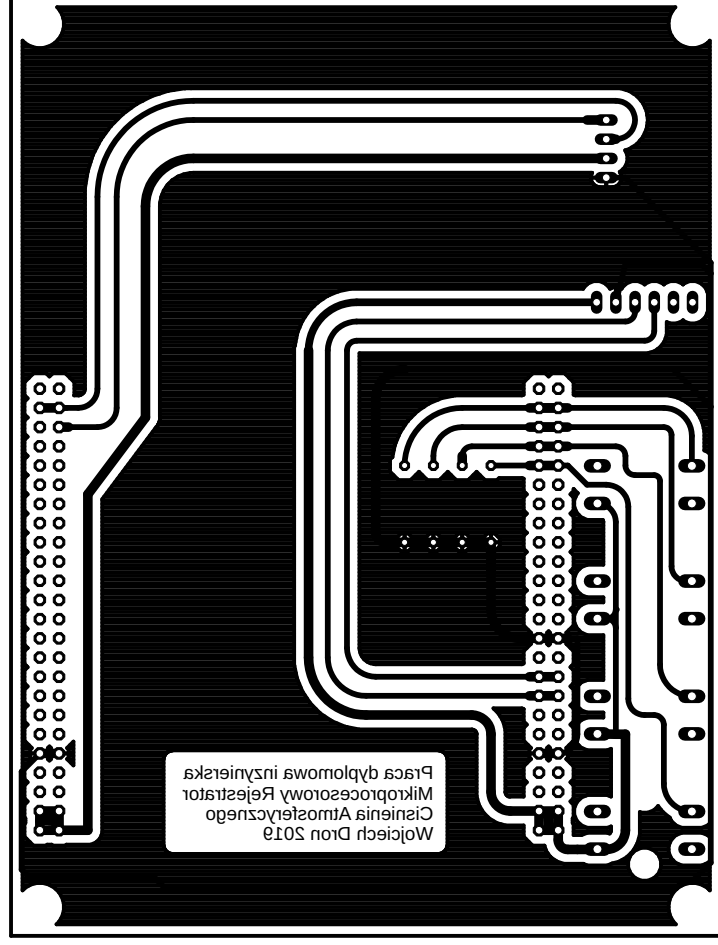 Praca dyplomowa inzynierska
Mikroprocesorowy Rejestrator
Cisnienia Atmosferycznego
Wojciech Dron 2019